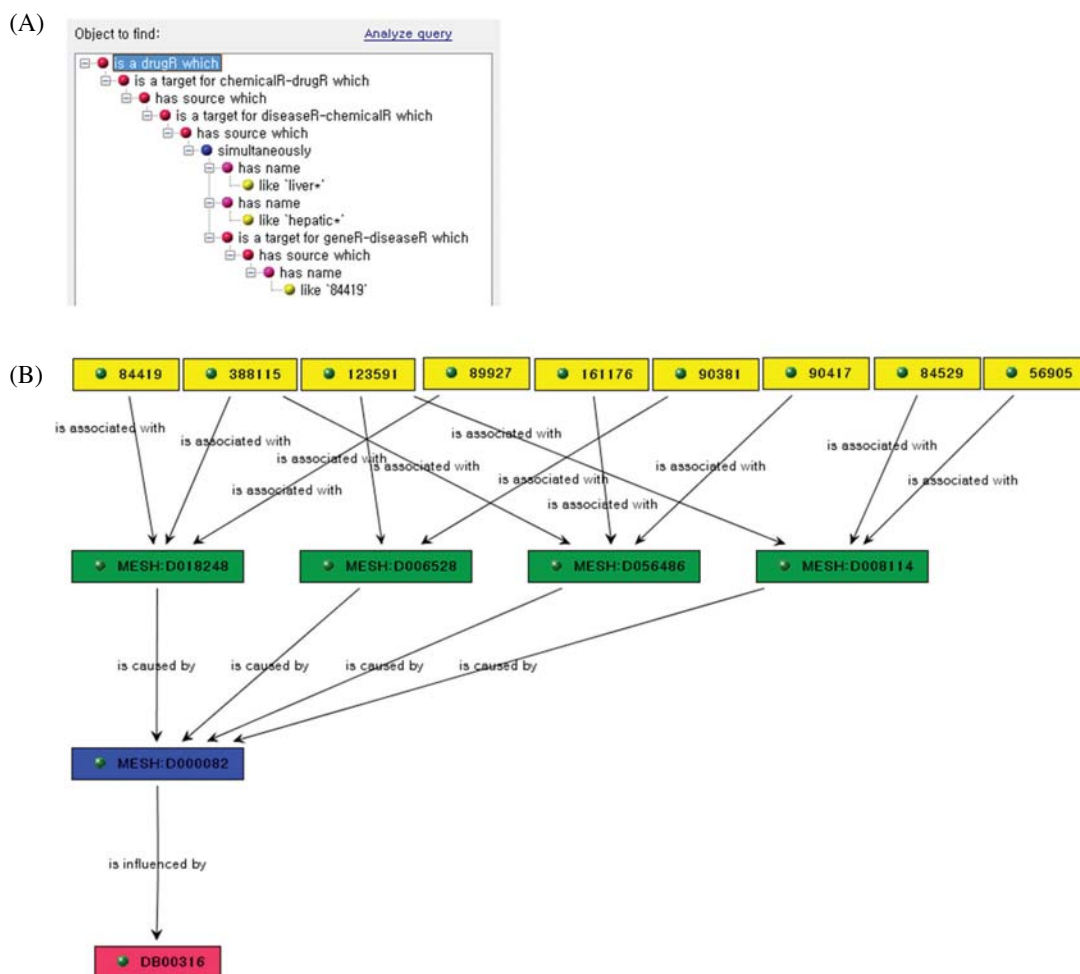 (A)
Object to find: Analyze query
is a drugR which
is a target for chemicalR-drugR which
has source which
is a target for diseaseR-chemicalR which
has source which
simultaneously
has name
like 'liver*'
has name
like 'hepatic*'
is a target for geneR-diseaseR which
has source which
has name
like '84419'
(B)
84419 388115 123591 89927 161176 90381 90417 84529 56905
is associated with
is associated with
is associated with
is associated with
is associated with
is associated with
is associated with
is associated with
is associated with
is associated with
is associated with
MESH:D018248 MESH:D006528 MESH:D056486 MESH:D008114
is caused by is caused by is caused by is caused by
MESH:D000082
is influenced by
DB00316